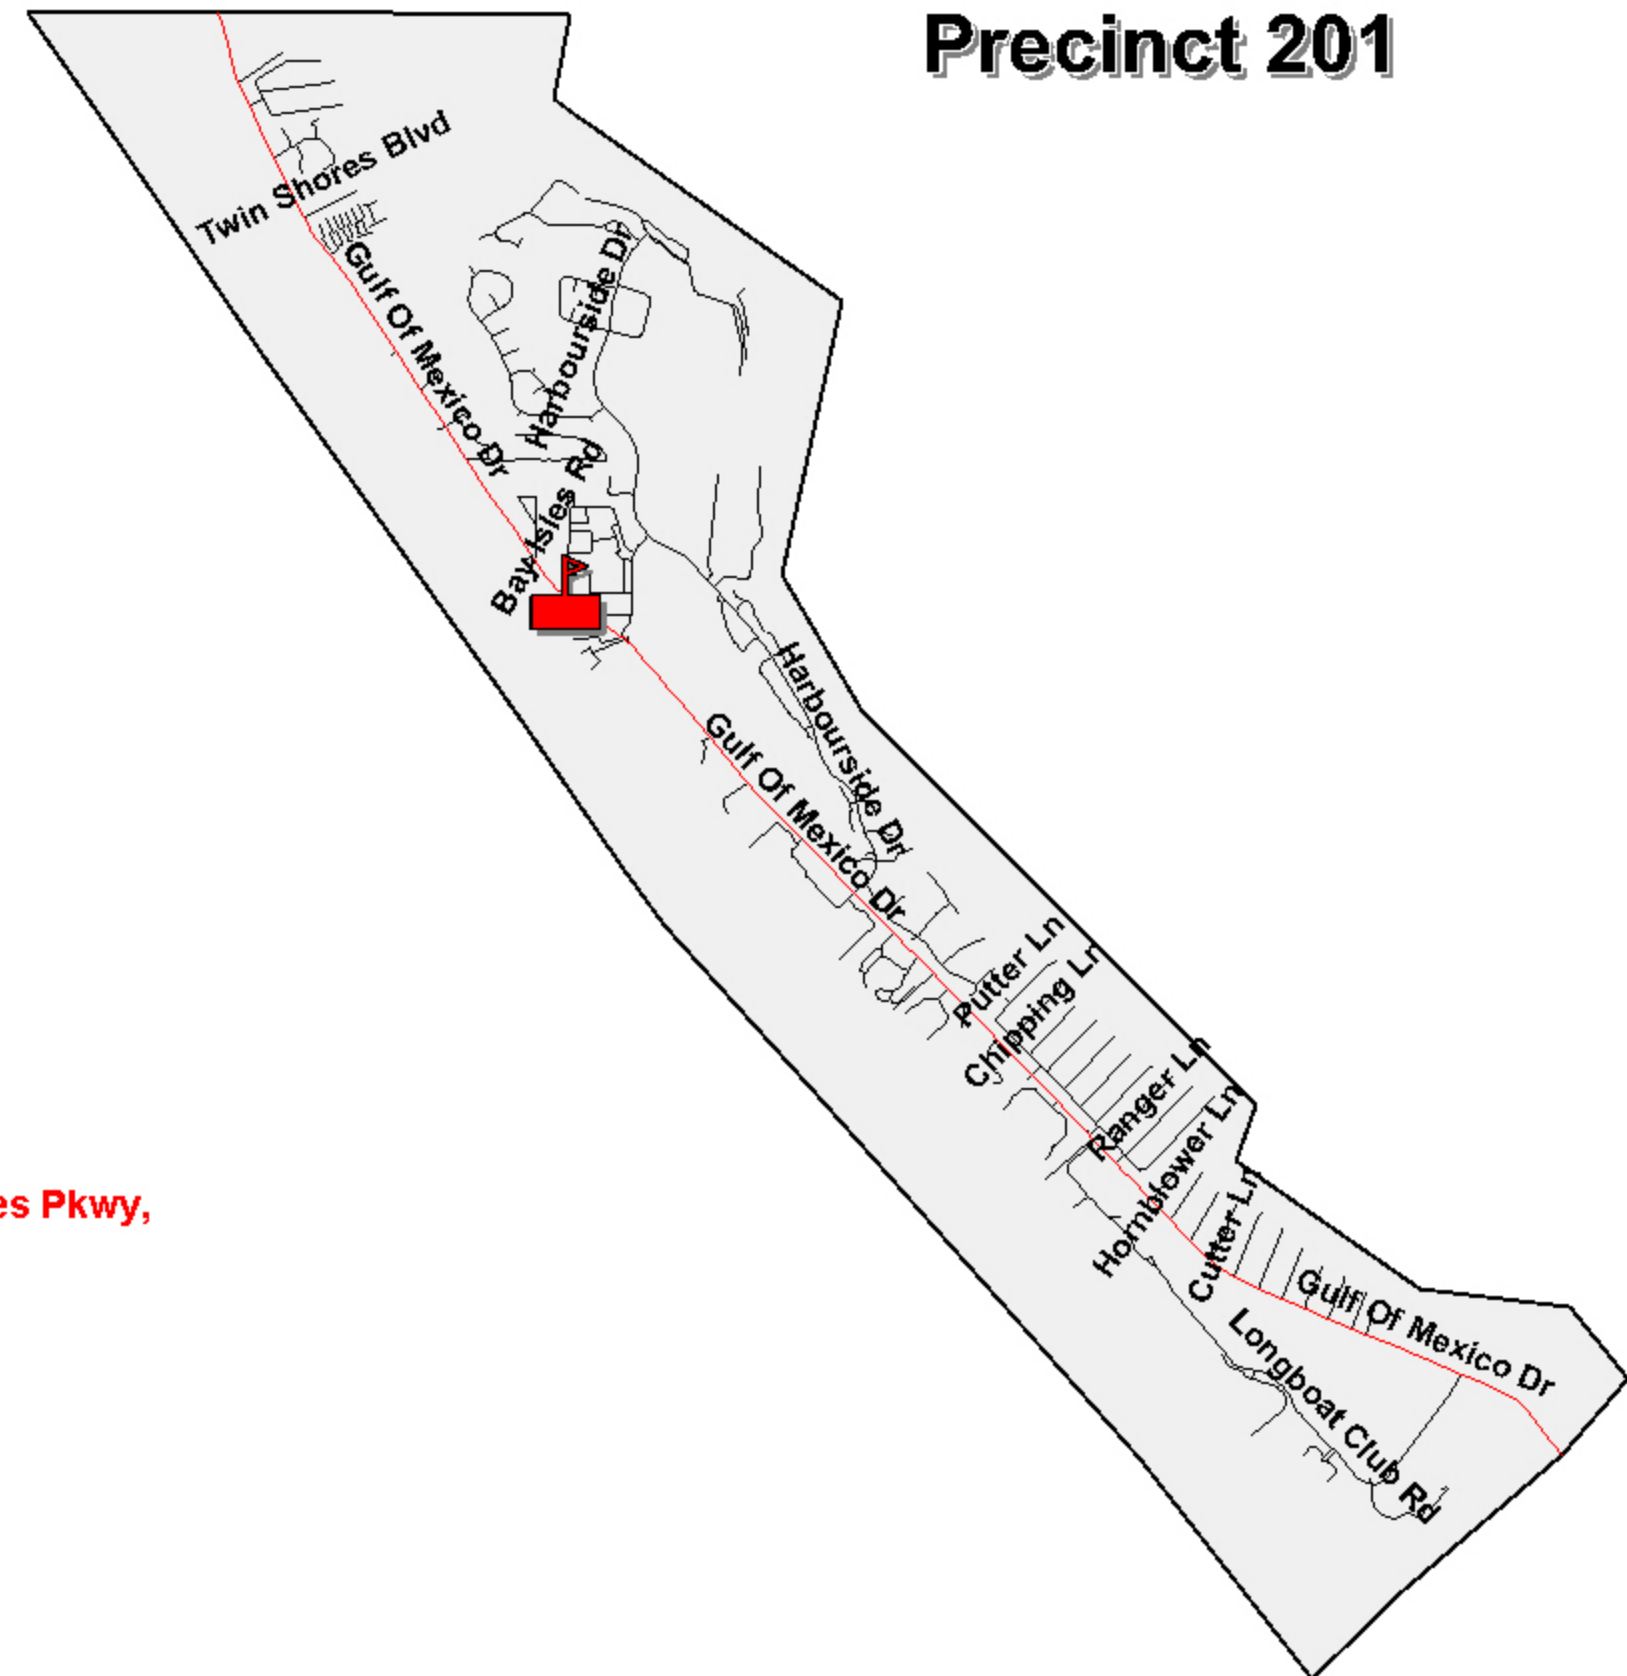 Precinct 201
Twin Shores Blvd
Gulf Of Mexico Dr
Harbourside Dr
Bay Isles Rd
Harbourside Dr
Gulf Of Mexico Dr
Putter Ln
Chipping Ln
Ranger Ln
Hornblower Ln
Cutter Ln
es Pkwy,
Gulf Of Mexico Dr
Longboat Club Rd